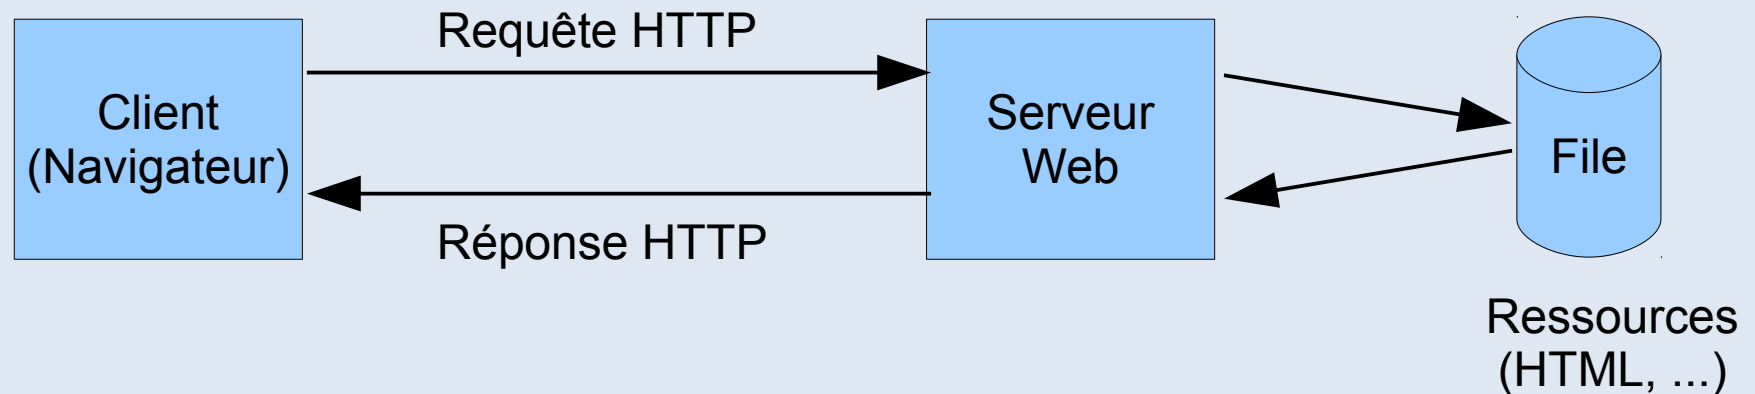 Requête HTTP
Client
(Navigateur)
Serveur
Web
File
Réponse HTTP
Ressources
(HTML, ...)